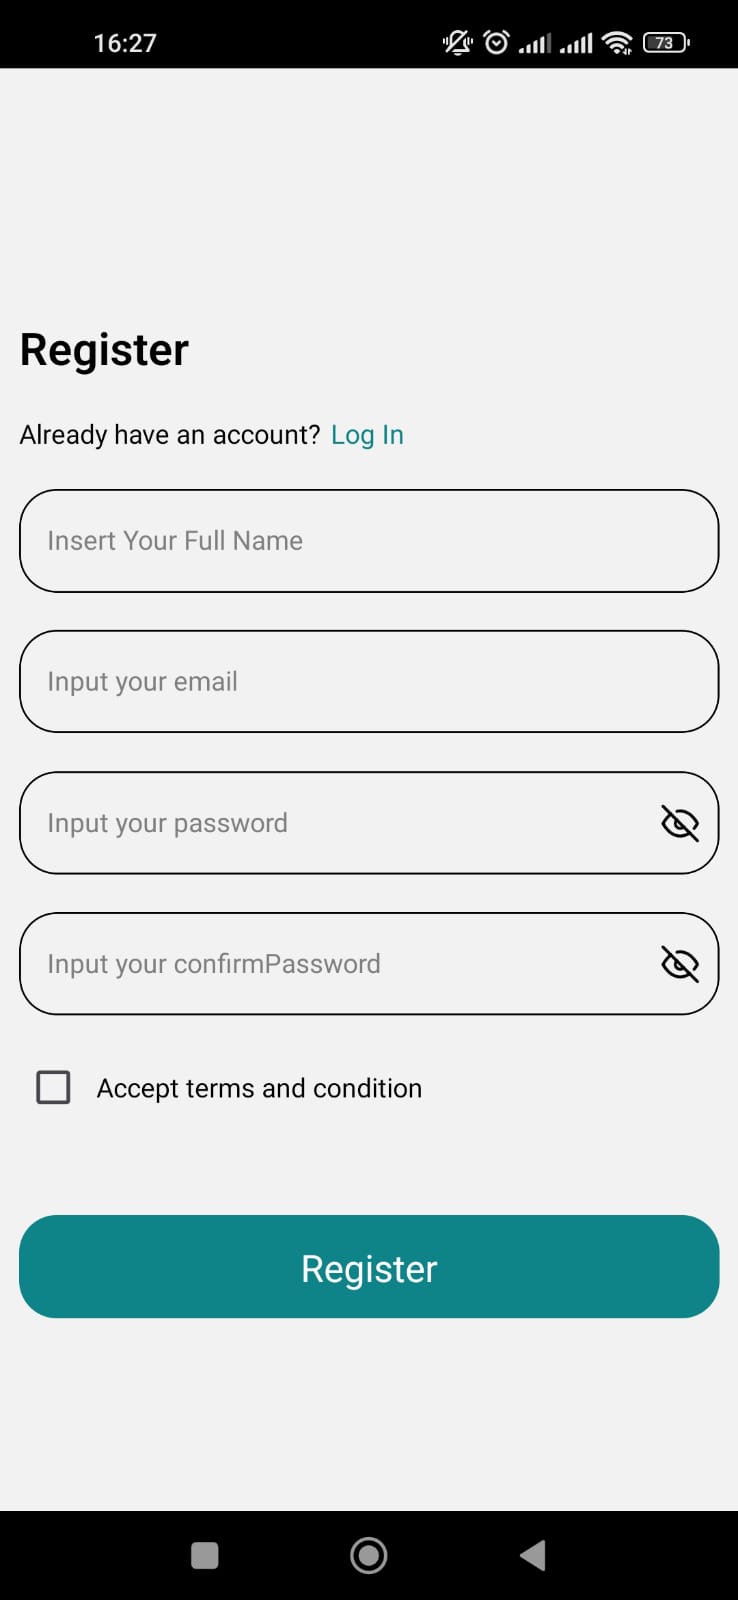 16:27
73
Register
Already have an account? Log In
Insert Your Full Name
Input your email
Input your password
Input your confirmPassword
Accept terms and condition
Register